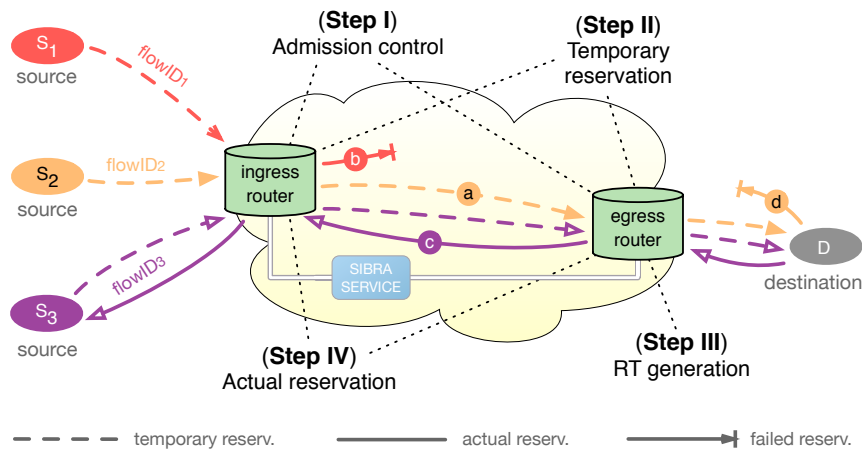 (Step I)
Admission control
(Step II)
Temporary
reservation
S1
source
flowID1
S2
source
flowID2
S3
source
flowID3
ingress
router
b
a
c
d
egress
router
D
destination
SIBRA
SERVICE
(Step IV)
Actual reservation
(Step III)
RT generation
temporary reserv.
actual reserv.
failed reserv.